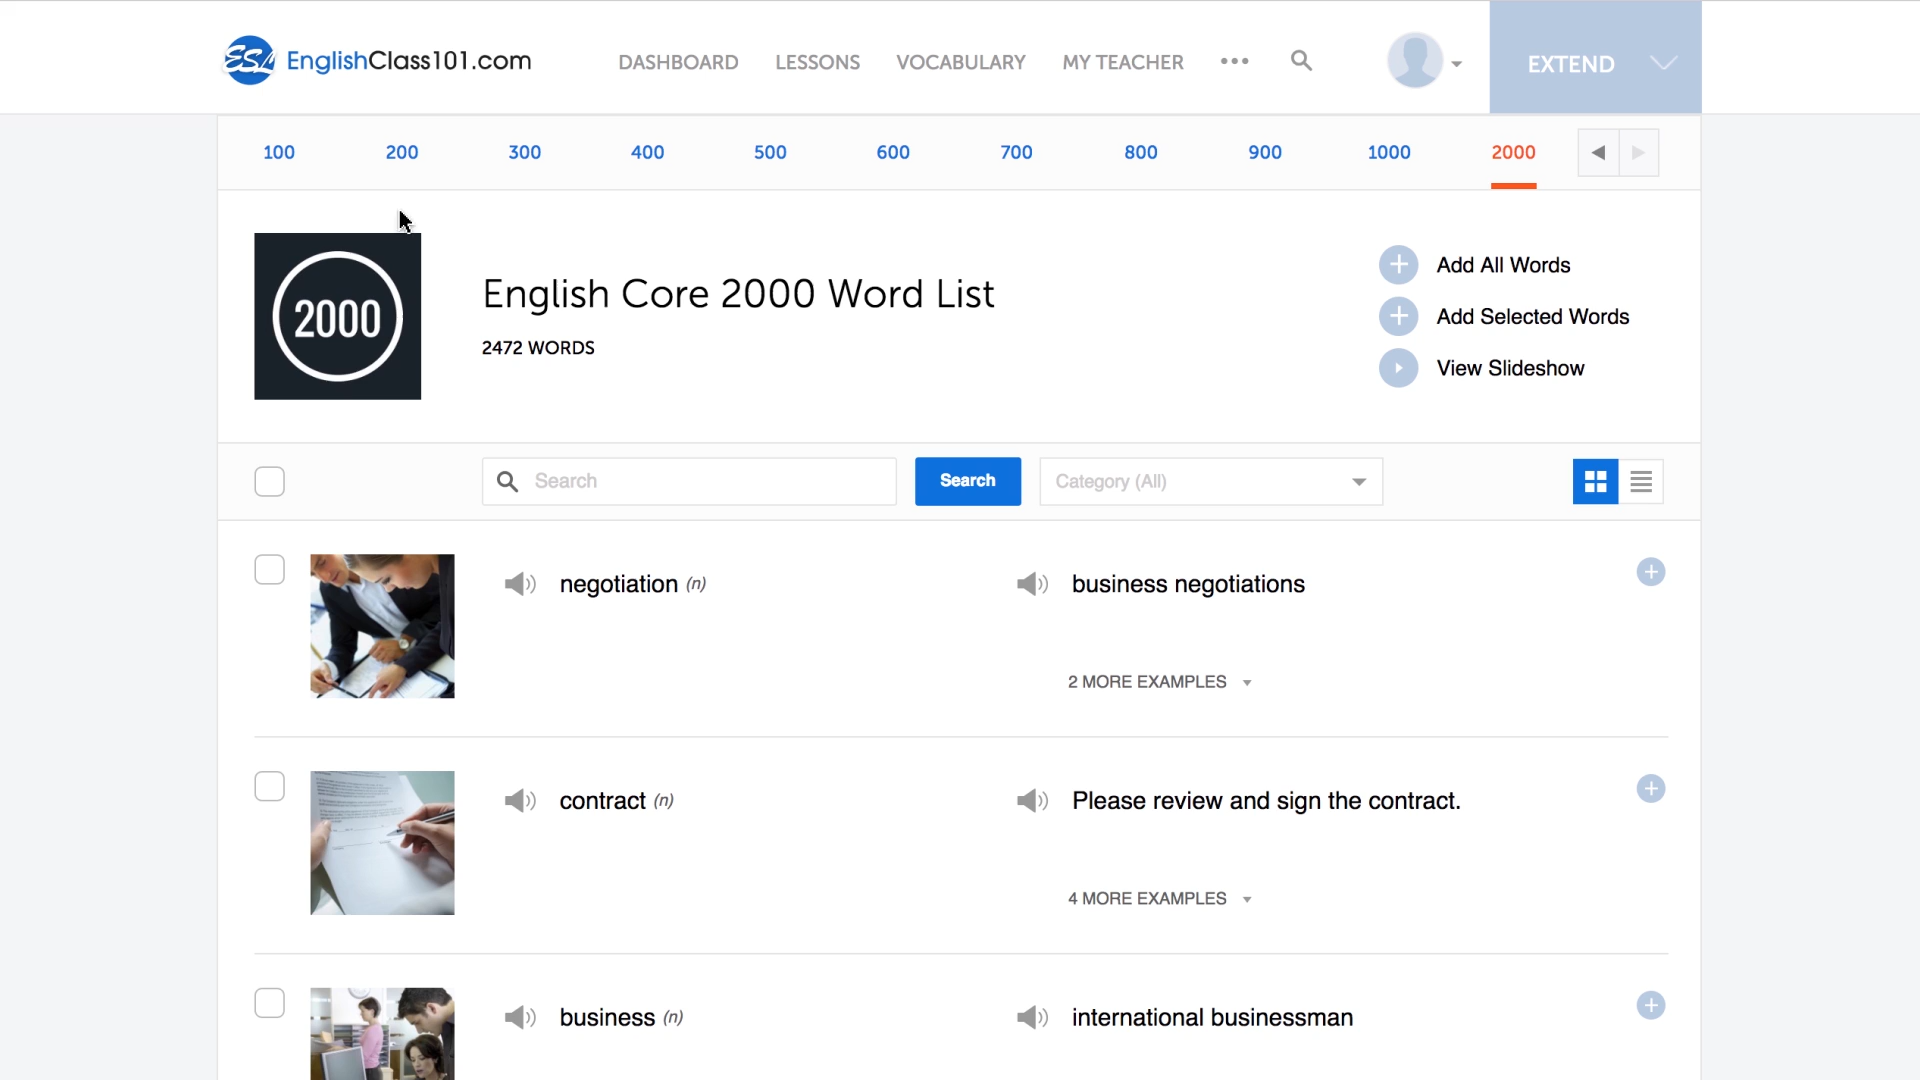 ESL EnglishClass101.com DASHBOARD LESSONS VOCABULARY MY TEACHER EXTEND
100 200 300 400 500 600 700 800 900 1000 2000
2000
English Core 2000 Word List
2472 WORDS
Add All Words
Add Selected Words
View Slideshow
Search Search Category (All)
negotiation (n) business negotiations
2 MORE EXAMPLES
contract (n) Please review and sign the contract.
4 MORE EXAMPLES
business (n) international businessman